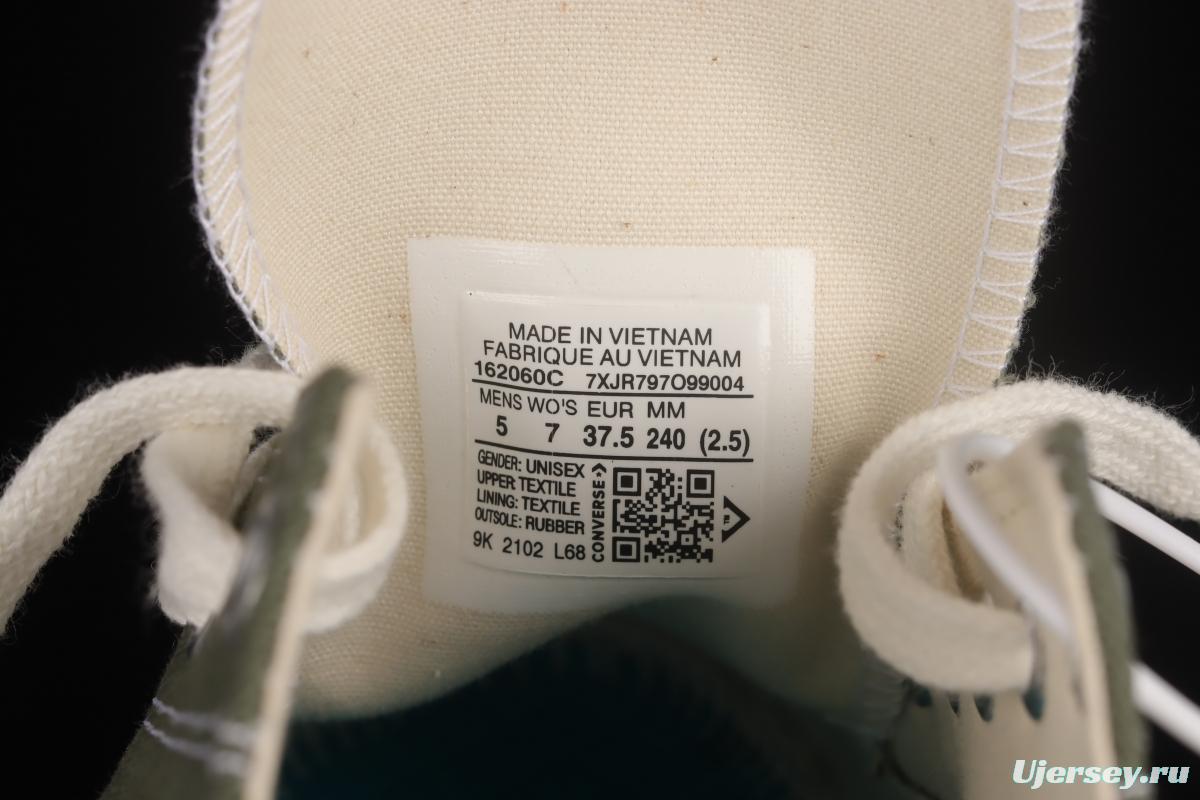 MADE IN VIETNAM
FABRIQUE AU VIETNAM
162060C 7XJR797O99004
MENS WO'S EUR MM
5 7 37.5 240 (2.5)
GENDER: UNISEX
UPPER: TEXTILE
LINING: TEXTILE
OUTSOLE: RUBBER
9K 2102 L68
CONVERSE
TM
Ujersey.ru